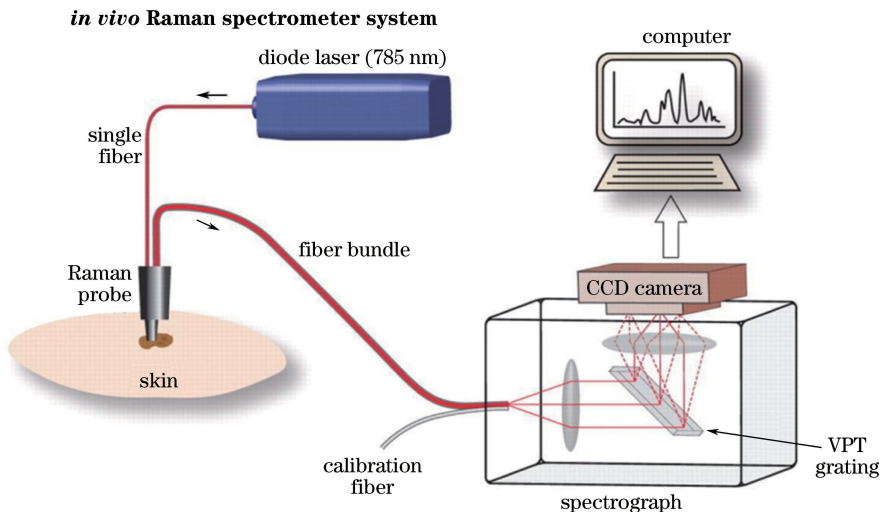 in vivo Raman spectrometer system
diode laser (785 nm)
computer
single
fiber
fiber bundle
Raman
probe
CCD camera
skin
calibration
fiber
VPT
grating
spectrograph